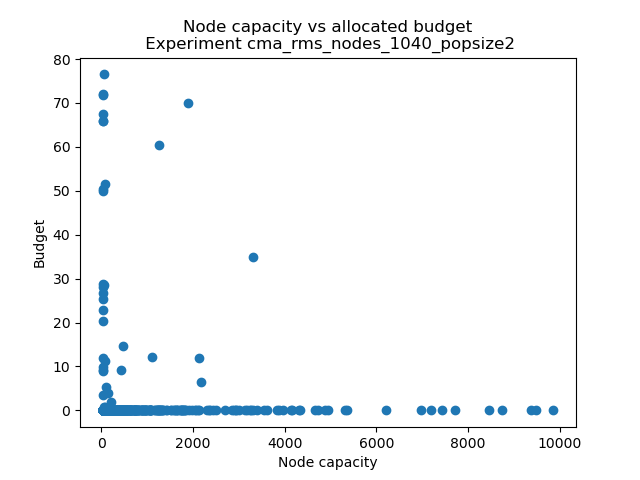 Node capacity vs allocated budget
Experiment cma_rms_nodes_1040_popsize2
80
70
60
50
40
30
20
10
0
Budget
0 2000 4000 6000 8000 10000
Node capacity